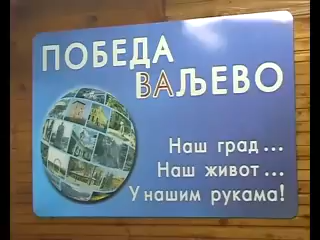 ПОБЕДА
ВАЉЕВО
Наш град...
Наш живот...
У нашим рукама!